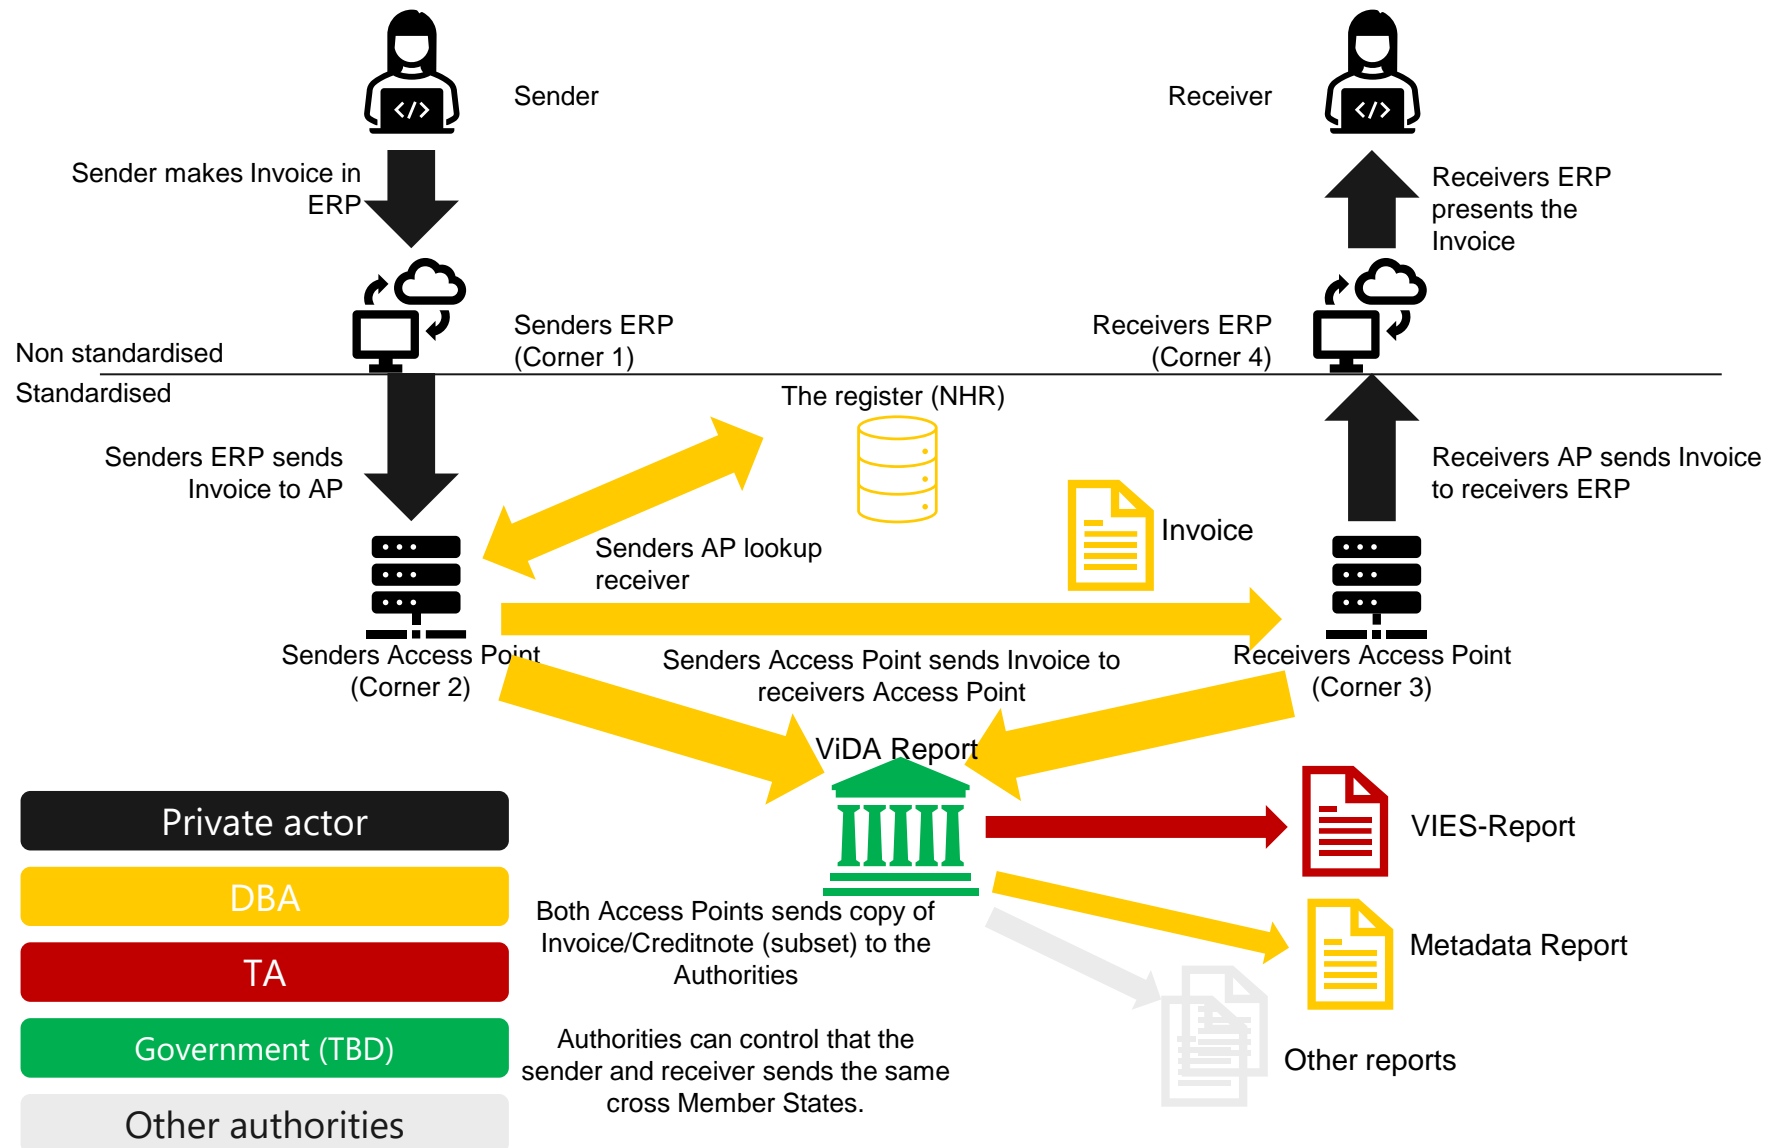 Sender
Receiver
Sender makes Invoice in
ERP
Receivers ERP
presents the
Invoice
Senders ERP
(Corner 1)
Receivers ERP
(Corner 4)
Non standardised
Standardised
The register (NHR)
Senders ERP sends
Invoice to AP
Receivers AP sends Invoice
to receivers ERP
Invoice
Senders AP lookup
receiver
Senders Access Point
(Corner 2)
Senders Access Point sends Invoice to
receivers Access Point
Receivers Access Point
(Corner 3)
ViDA Report
VIES-Report
Metadata Report
Other reports
Both Access Points sends copy of
Invoice/Creditnote (subset) to the
Authorities
Authorities can control that the
sender and receiver sends the same
cross Member States.
Private actor
DBA
TA
Government (TBD)
Other authorities